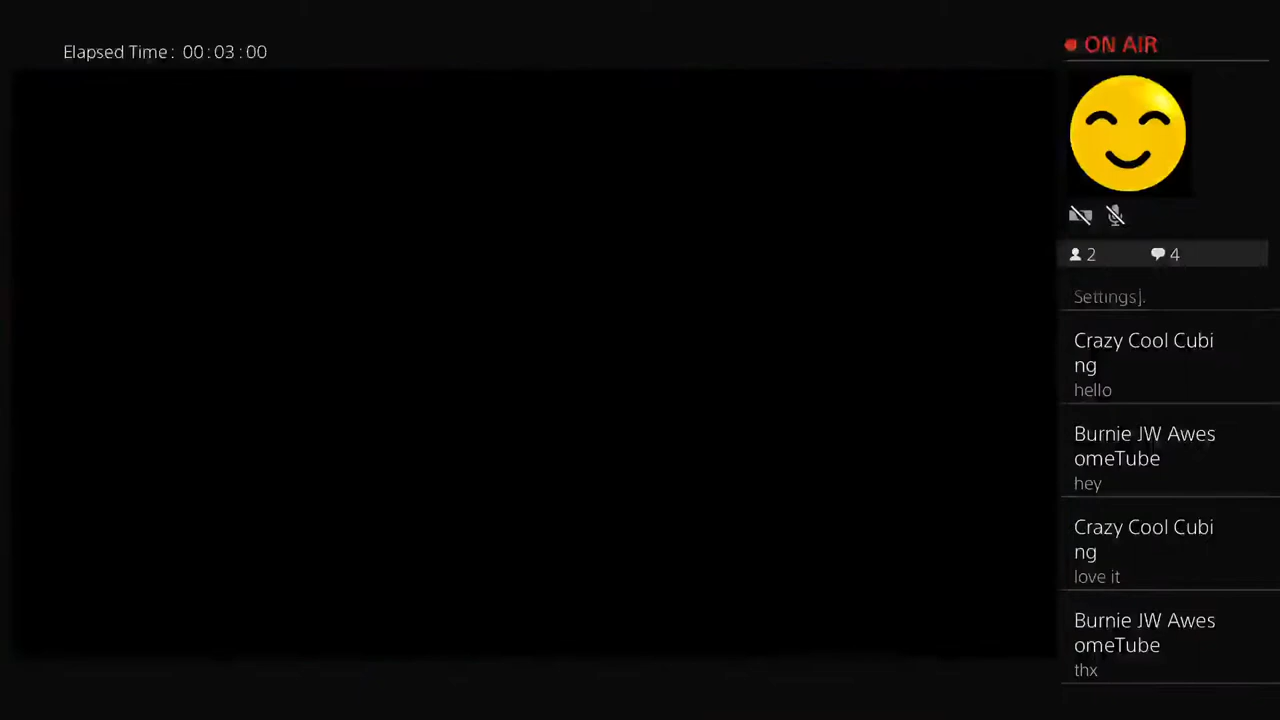 Elapsed Time: 00:03:00
ON AIR
2 4
Settings].
Crazy Cool Cubi
ng
hello
Burnie JW Awes
omeTube
hey
Crazy Cool Cubi
ng
love it
Burnie JW Awes
omeTube
thx